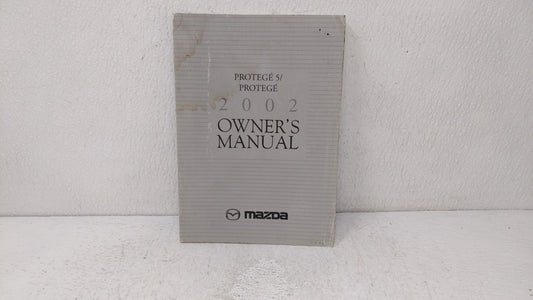 PROTEGÉ 5/
PROTEGÉ
2002
OWNER'S
MANUAL
mazda